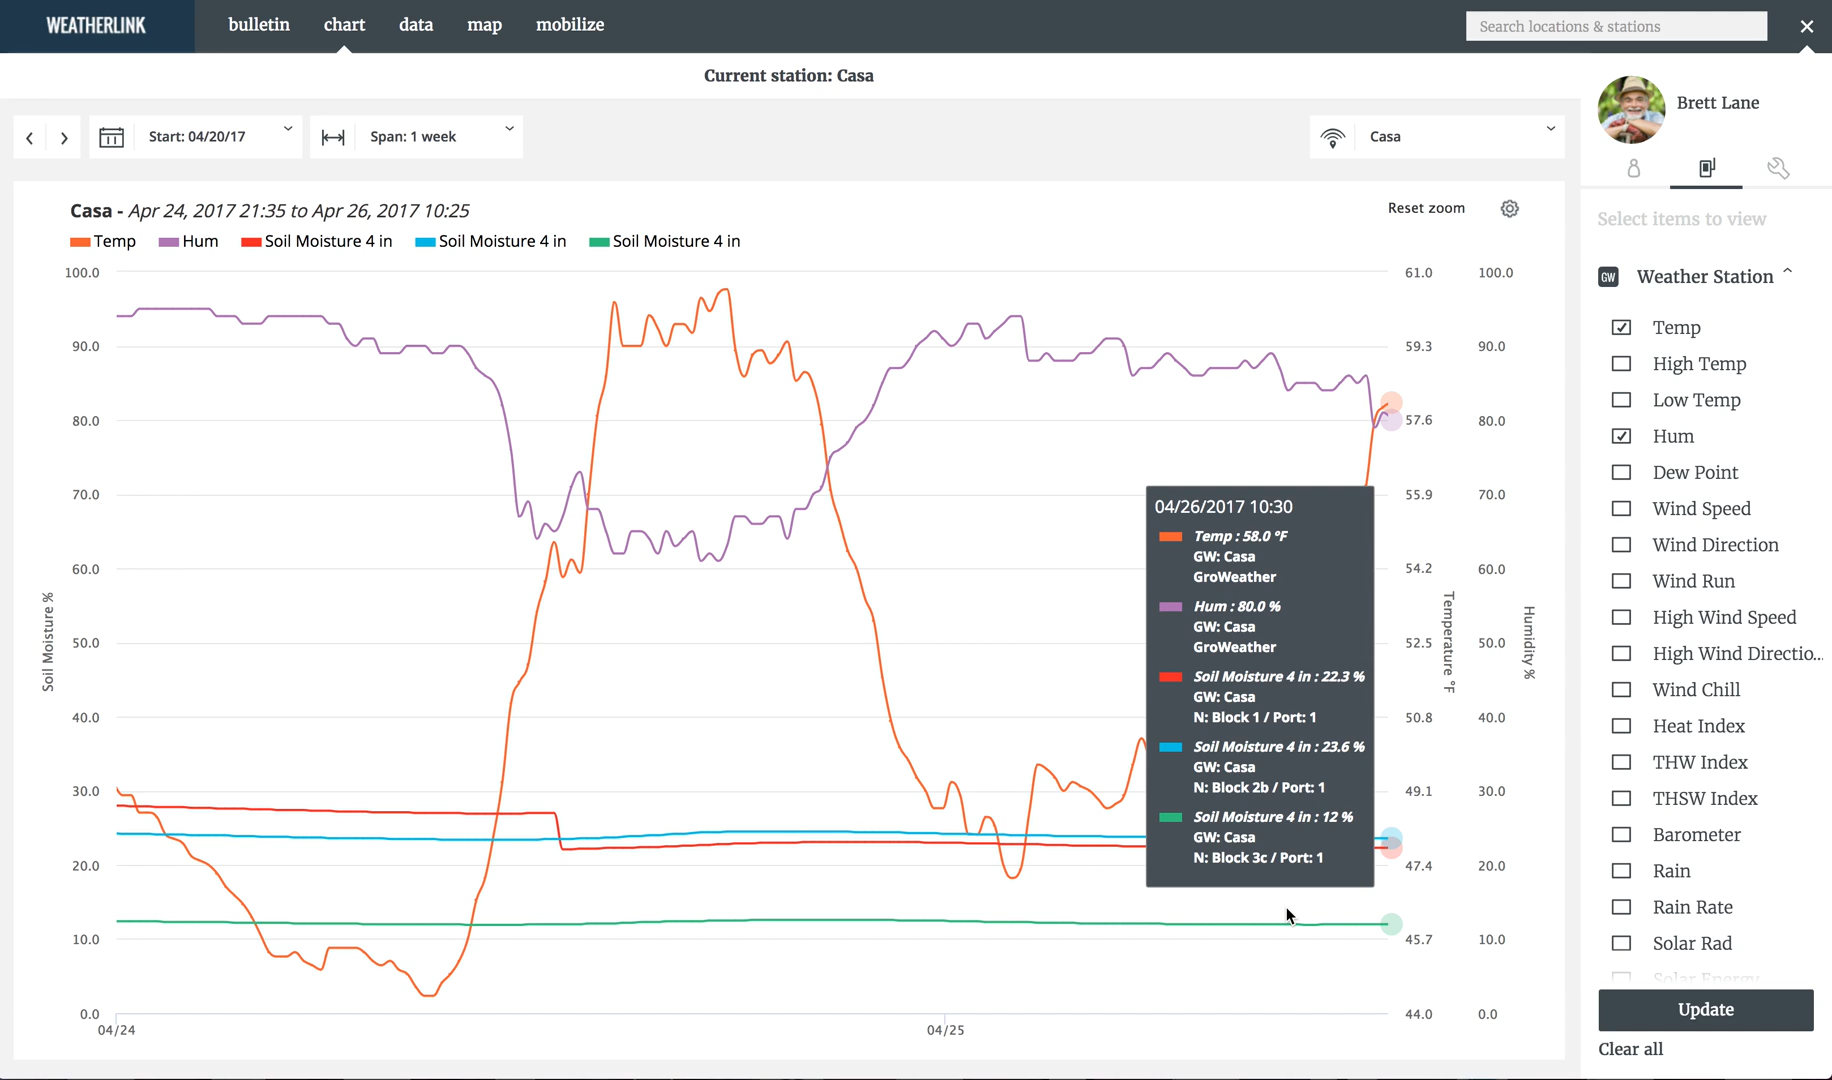 WEATHERLINK
bulletin
chart
data
map
mobilize
Search locations & stations
Current station: Casa
Start: 04/20/17
Span: 1 week
Casa
Brett Lane
Casa - Apr 24, 2017 21:35 to Apr 26, 2017 10:25
Reset zoom
Temp
Hum
Soil Moisture 4 in
Soil Moisture 4 in
Soil Moisture 4 in
Soil Moisture %
100.0
90.0
80.0
70.0
60.0
50.0
40.0
30.0
20.0
10.0
0.0
04/24
04/25
04/26/2017 10:30
Temp : 58.0 °F
GW: Casa
GroWeather
Hum : 80.0 %
GW: Casa
GroWeather
Soil Moisture 4 in : 22.3 %
GW: Casa
N: Block 1 / Port: 1
Soil Moisture 4 in : 23.6 %
GW: Casa
N: Block 2b / Port: 1
Soil Moisture 4 in : 12 %
GW: Casa
N: Block 3c / Port: 1
61.0
59.3
57.6
55.9
54.2
52.5
50.8
49.1
47.4
45.7
44.0
Temperature °F
100.0
90.0
80.0
70.0
60.0
50.0
40.0
30.0
20.0
10.0
0.0
Humidity %
Select items to view
GW
Weather Station
Temp
High Temp
Low Temp
Hum
Dew Point
Wind Speed
Wind Direction
Wind Run
High Wind Speed
High Wind Directio...
Wind Chill
Heat Index
THW Index
THSW Index
Barometer
Rain
Rain Rate
Solar Rad
Solar Energy
Update
Clear all